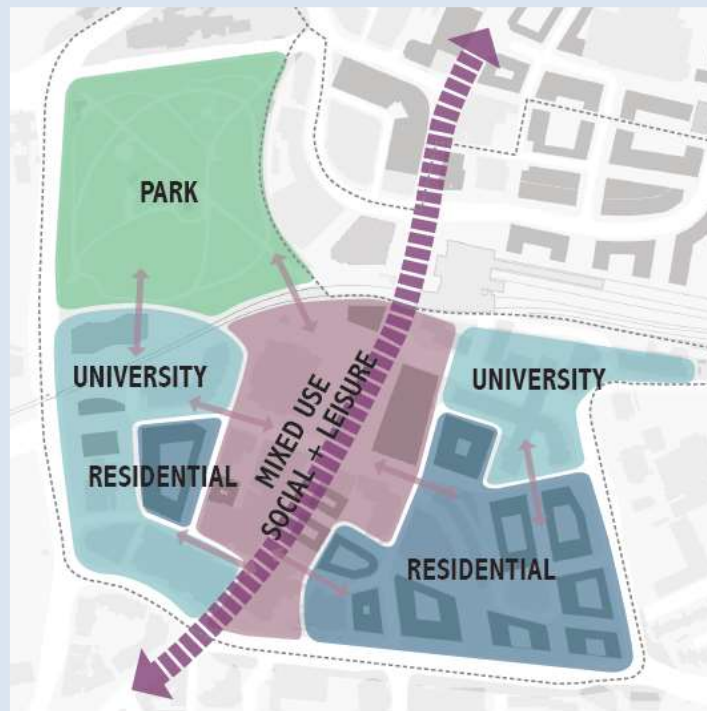 PARK
UNIVERSITY
UNIVERSITY
MIXED USE
SOCIAL + LEISURE
RESIDENTIAL
RESIDENTIAL